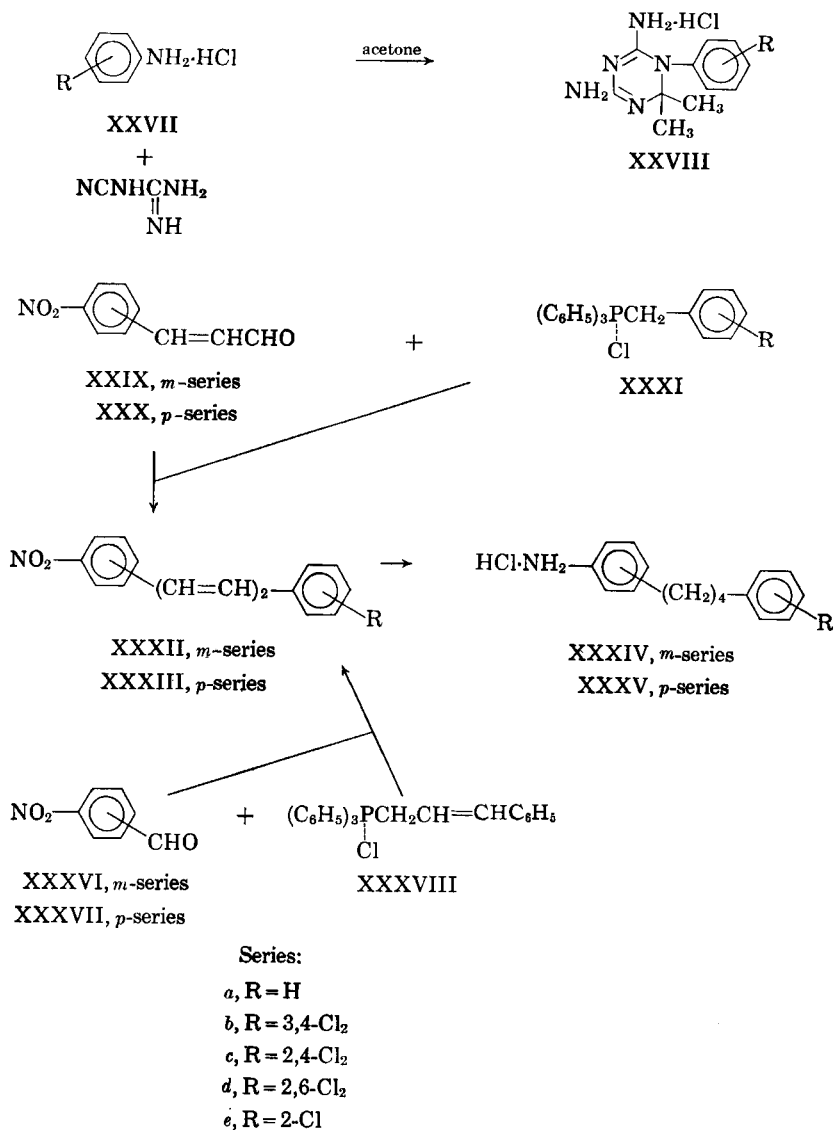 NH₂·HCl
R
NH₂·HCl
acetone
R
N
N
NH₂
N
CH₃
CH₃
XXVII
XXVIII
+
NCNHCNH₂
NH
NO₂
CH=CHCHO
+
(C₆H₅)₃PCH₂
Cl
R
XXIX, m-series
XXX, p-series
XXXI
NO₂
(CH=CH)₂
R
HCl·NH₂
(CH₂)₄
R
XXXII, m-series
XXXIII, p-series
XXXIV, m-series
XXXV, p-series
NO₂
CHO
+
(C₆H₅)₃PCH₂CH=CHC₆H₅
Cl
XXXVI, m-series
XXXVII, p-series
XXXVIII
Series:
a, R = H
b, R = 3,4-Cl₂
c, R = 2,4-Cl₂
d, R = 2,6-Cl₂
e, R = 2-Cl